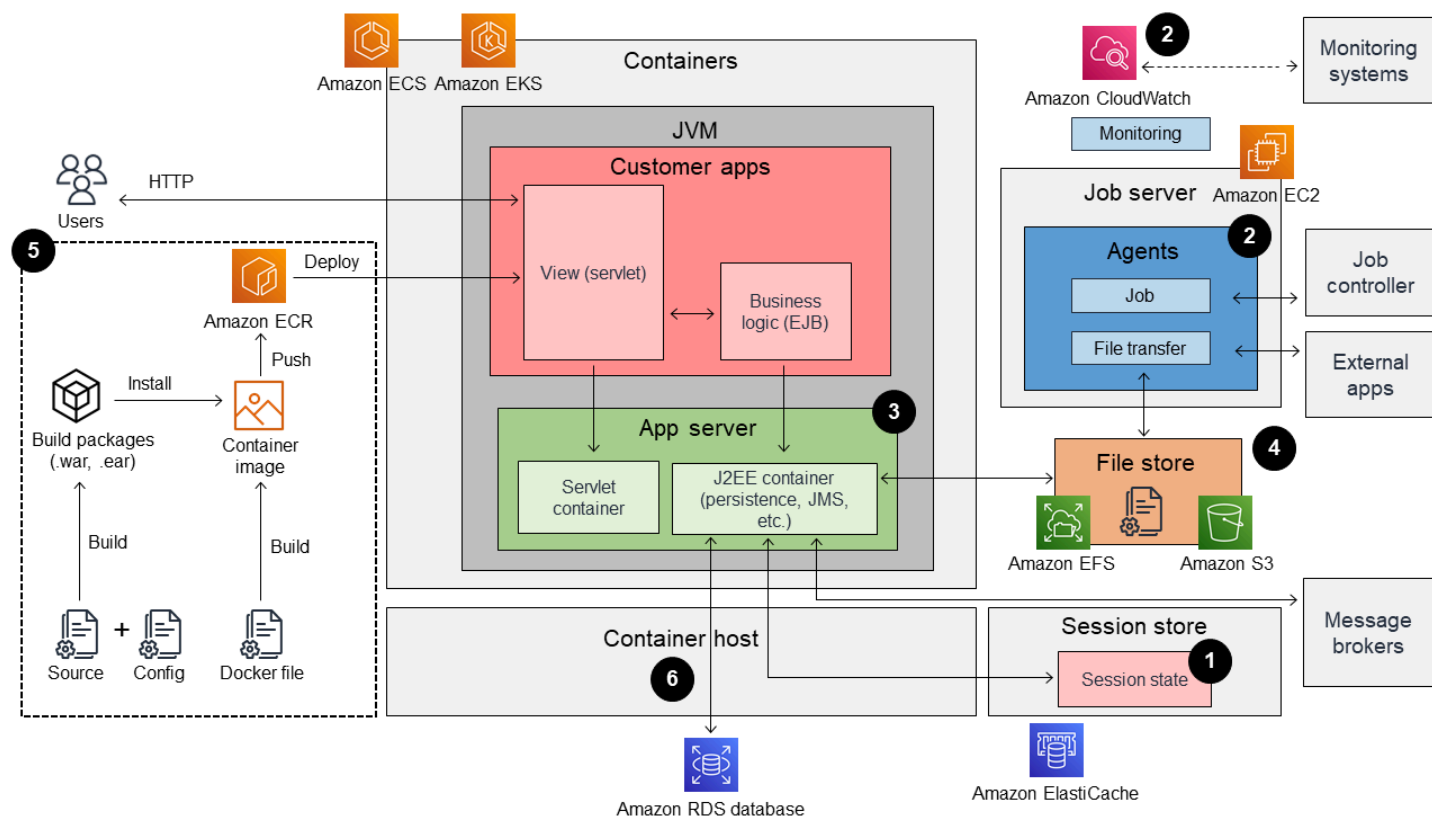 Amazon ECS
Amazon EKS
Containers
JVM
Customer apps
View (servlet)
Business
logic (EJB)
App server
3
Servlet
container
J2EE container
(persistence, JMS,
etc.)
HTTP
Users
5
Deploy
Amazon ECR
Push
Install
Build packages
(.war, .ear)
Container
image
Build
Build
+
Source
Config
Docker file
2
Amazon CloudWatch
Monitoring
Monitoring
systems
Amazon EC2
Job server
2
Agents
Job
File transfer
Job
controller
External
apps
File store
4
Amazon EFS
Amazon S3
Message
brokers
Container host
6
Session store
1
Session state
Amazon RDS database
Amazon ElastiCache